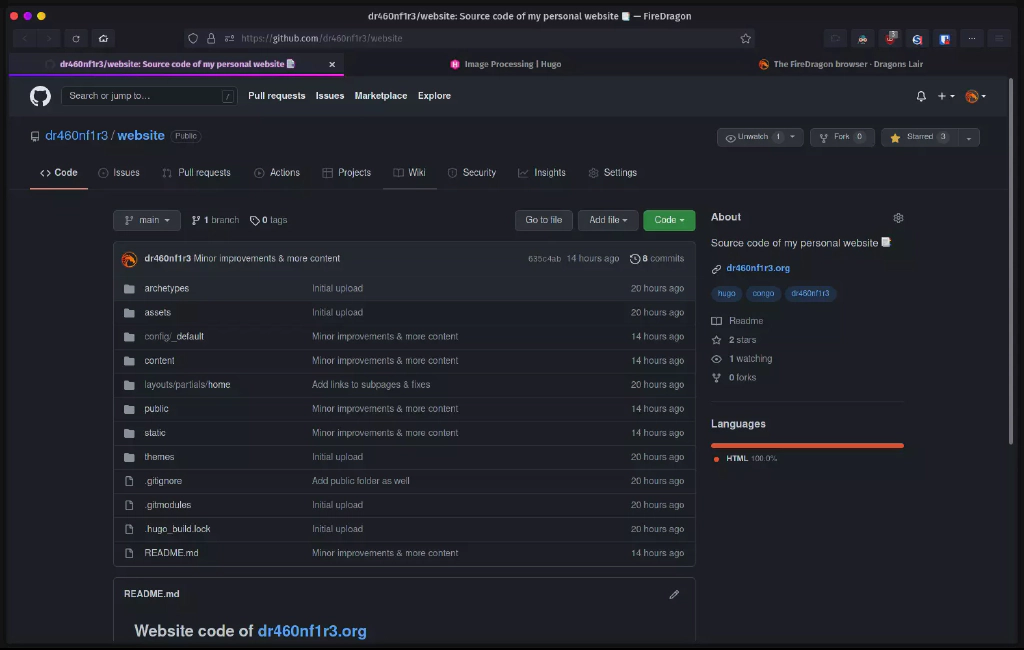 dr460nf1r3/website: Source code of my personal website — FireDragon
https://github.com/dr460nf1r3/website
3
dr460nf1r3/website: Source code of my personal website
Image Processing | Hugo
The FireDragon browser · Dragons Lair
Search or jump to...
/
Pull requests
Issues
Marketplace
Explore
dr460nf1r3 / website
Public
Unwatch 1
Fork 0
Starred 3
Code
Issues
Pull requests
Actions
Projects
Wiki
Security
Insights
Settings
main
1 branch
0 tags
Go to file
Add file
Code
dr460nf1r3 Minor improvements & more content
635c4ab 14 hours ago
8 commits
archetypes Initial upload 20 hours ago
assets Initial upload 20 hours ago
config/_default Minor improvements & more content 14 hours ago
content Minor improvements & more content 14 hours ago
layouts/partials/home Add links to subpages & fixes 20 hours ago
public Minor improvements & more content 14 hours ago
static Minor improvements & more content 14 hours ago
themes Initial upload 20 hours ago
.gitignore Add public folder as well 20 hours ago
.gitmodules Initial upload 20 hours ago
.hugo_build.lock Initial upload 20 hours ago
README.md Minor improvements & more content 14 hours ago
README.md
Website code of dr460nf1r3.org
About
Source code of my personal website
dr460nf1r3.org
hugo congo dr460nf1r3
Readme
2 stars
1 watching
0 forks
Languages
HTML 100.0%